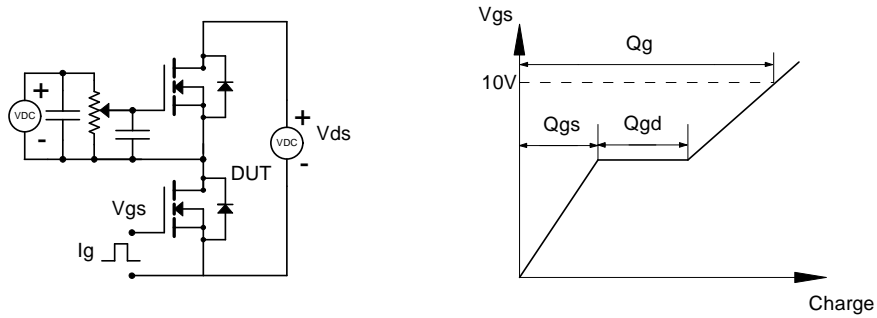 +
VDC
-
+
VDC
-
Vds
DUT
Vgs
Ig
Vgs
Qg
10V
Qgs
Qgd
Charge